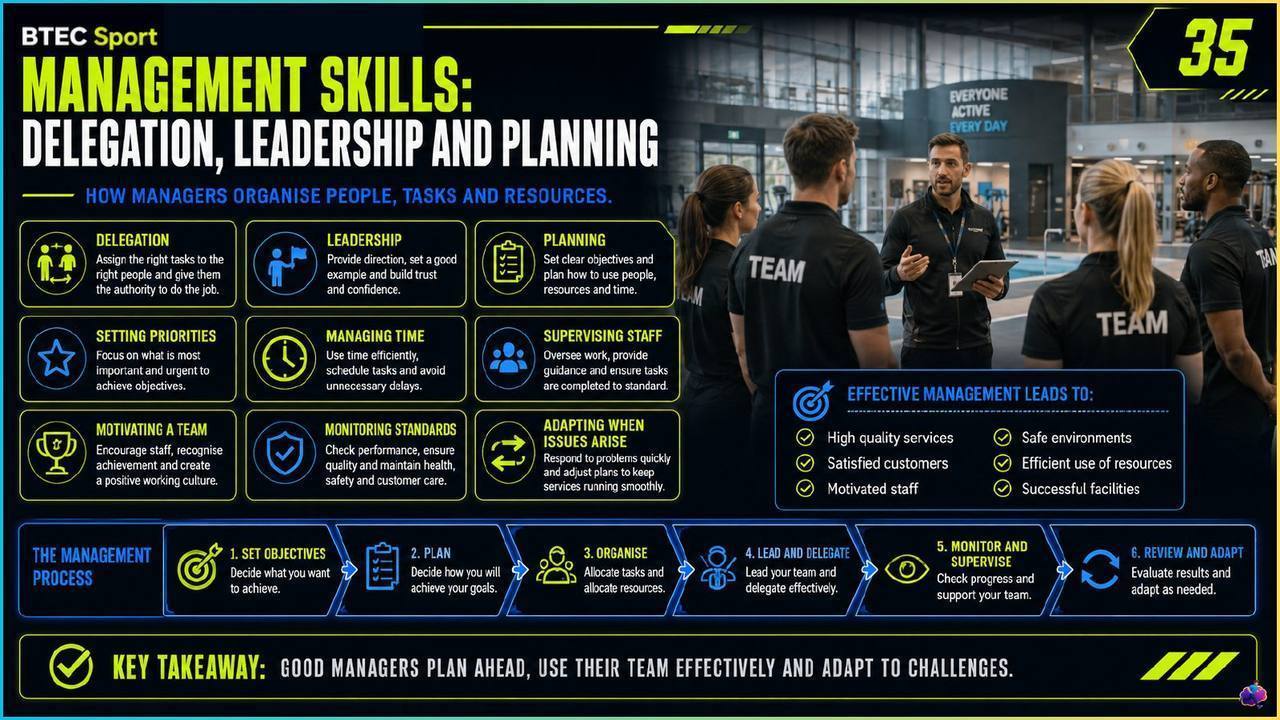 BTEC Sport
35
MANAGEMENT SKILLS:
DELEGATION, LEADERSHIP AND PLANNING
HOW MANAGERS ORGANISE PEOPLE, TASKS AND RESOURCES.
DELEGATION
Assign the right tasks to the
right people and give them
the authority to do the job.
LEADERSHIP
Provide direction, set a good
example and build trust
and confidence.
PLANNING
Set clear objectives and
plan how to use people,
resources and time.
SETTING PRIORITIES
Focus on what is most
important and urgent to
achieve objectives.
MANAGING TIME
Use time efficiently,
schedule tasks and avoid
unnecessary delays.
SUPERVISING STAFF
Oversee work, provide
guidance and ensure tasks
are completed to standard.
MOTIVATING A TEAM
Encourage staff, recognise
achievement and create
a positive working culture.
MONITORING STANDARDS
Check performance, ensure
quality and maintain health,
safety and customer care.
ADAPTING WHEN
ISSUES ARISE
Respond to problems quickly
and adjust plans to keep
services running smoothly.
EVERYONE
ACTIVE
EVERY DAY
TEAM
TEAM
EFFECTIVE MANAGEMENT LEADS TO:
High quality services
Satisfied customers
Motivated staff
Safe environments
Efficient use of resources
Successful facilities
THE MANAGEMENT
PROCESS
1. SET OBJECTIVES
Decide what you want
to achieve.
2. PLAN
Decide how you will
achieve your goals.
3. ORGANISE
Allocate tasks and
allocate resources.
4. LEAD AND DELEGATE
Lead your team and
delegate effectively.
5. MONITOR AND
SUPERVISE
Check progress and
support your team.
6. REVIEW AND ADAPT
Evaluate results and
adapt as needed.
KEY TAKEAWAY: GOOD MANAGERS PLAN AHEAD, USE THEIR TEAM EFFECTIVELY AND ADAPT TO CHALLENGES.